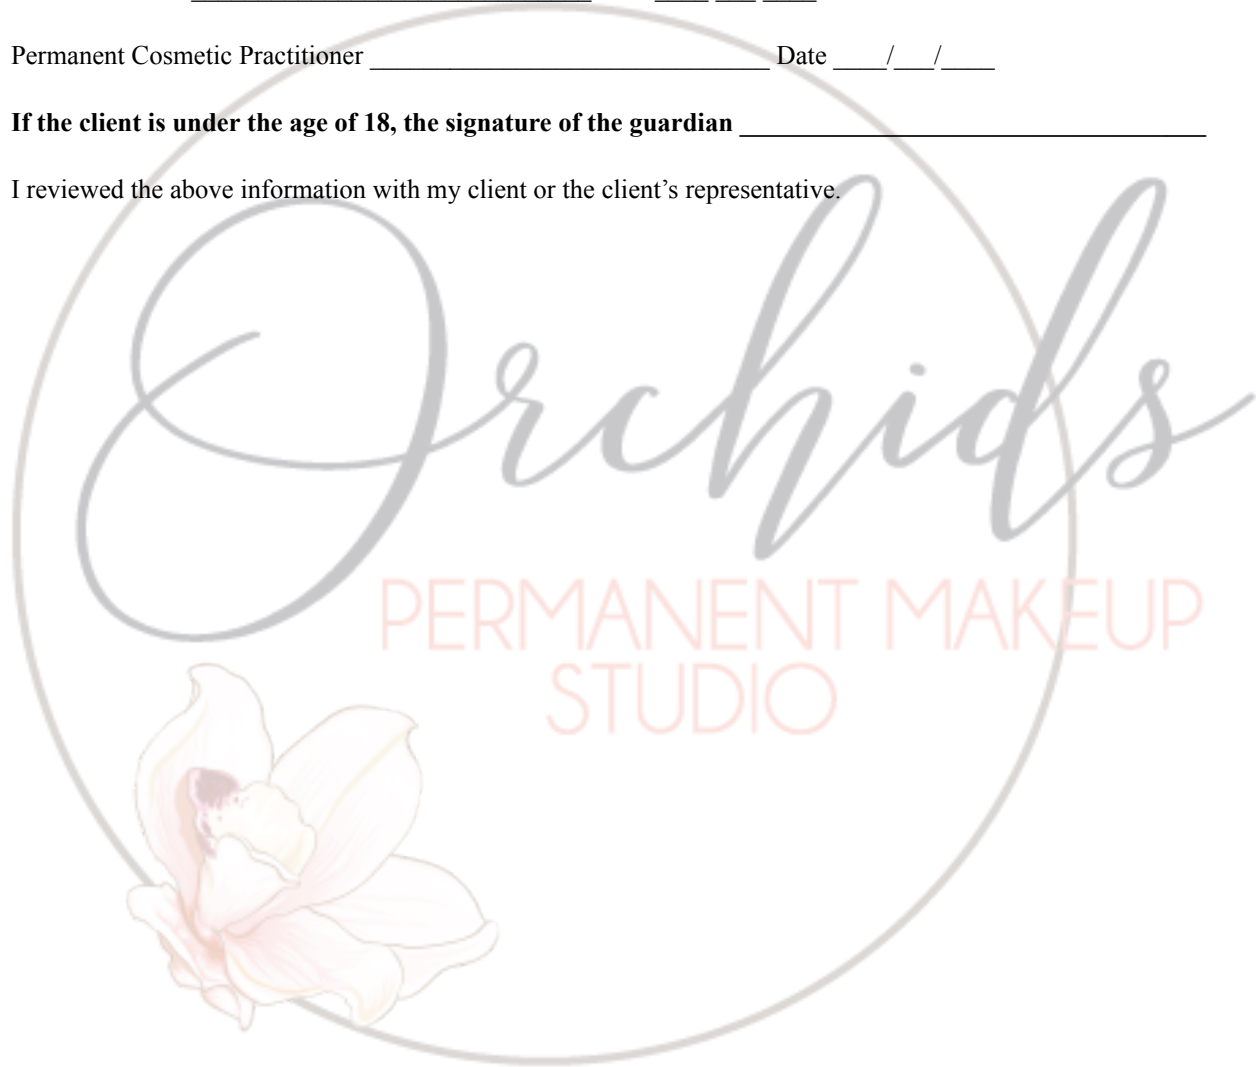 Permanent Cosmetic Practitioner ______________________________ Date ____/___/____
If the client is under the age of 18, the signature of the guardian ___________________________________
I reviewed the above information with my client or the client’s representative.
Orchids
PERMANENT MAKEUP
STUDIO